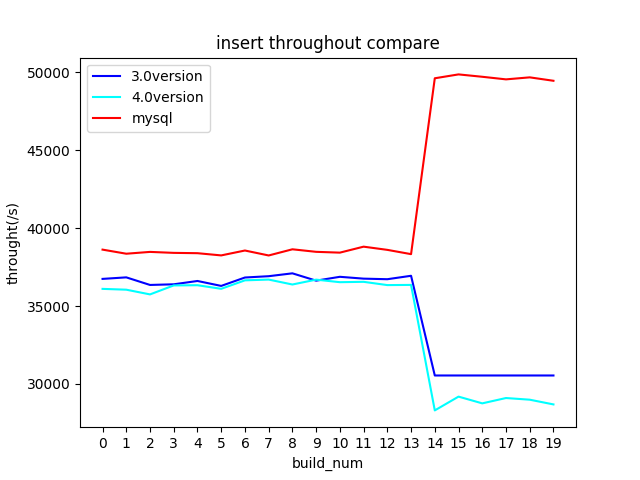 insert throughout compare
3.0version
4.0version
mysql
throught(/s)
50000
45000
40000
35000
30000
0 1 2 3 4 5 6 7 8 9 10 11 12 13 14 15 16 17 18 19
build_num